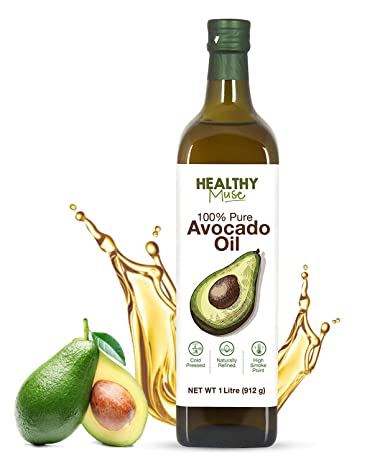 HEALTHY
Muse
100% Pure
Avocado
Oil
Cold
Pressed
Naturally
Refined
High
Smoke
Point
NET WT 1 Litre (912 g)